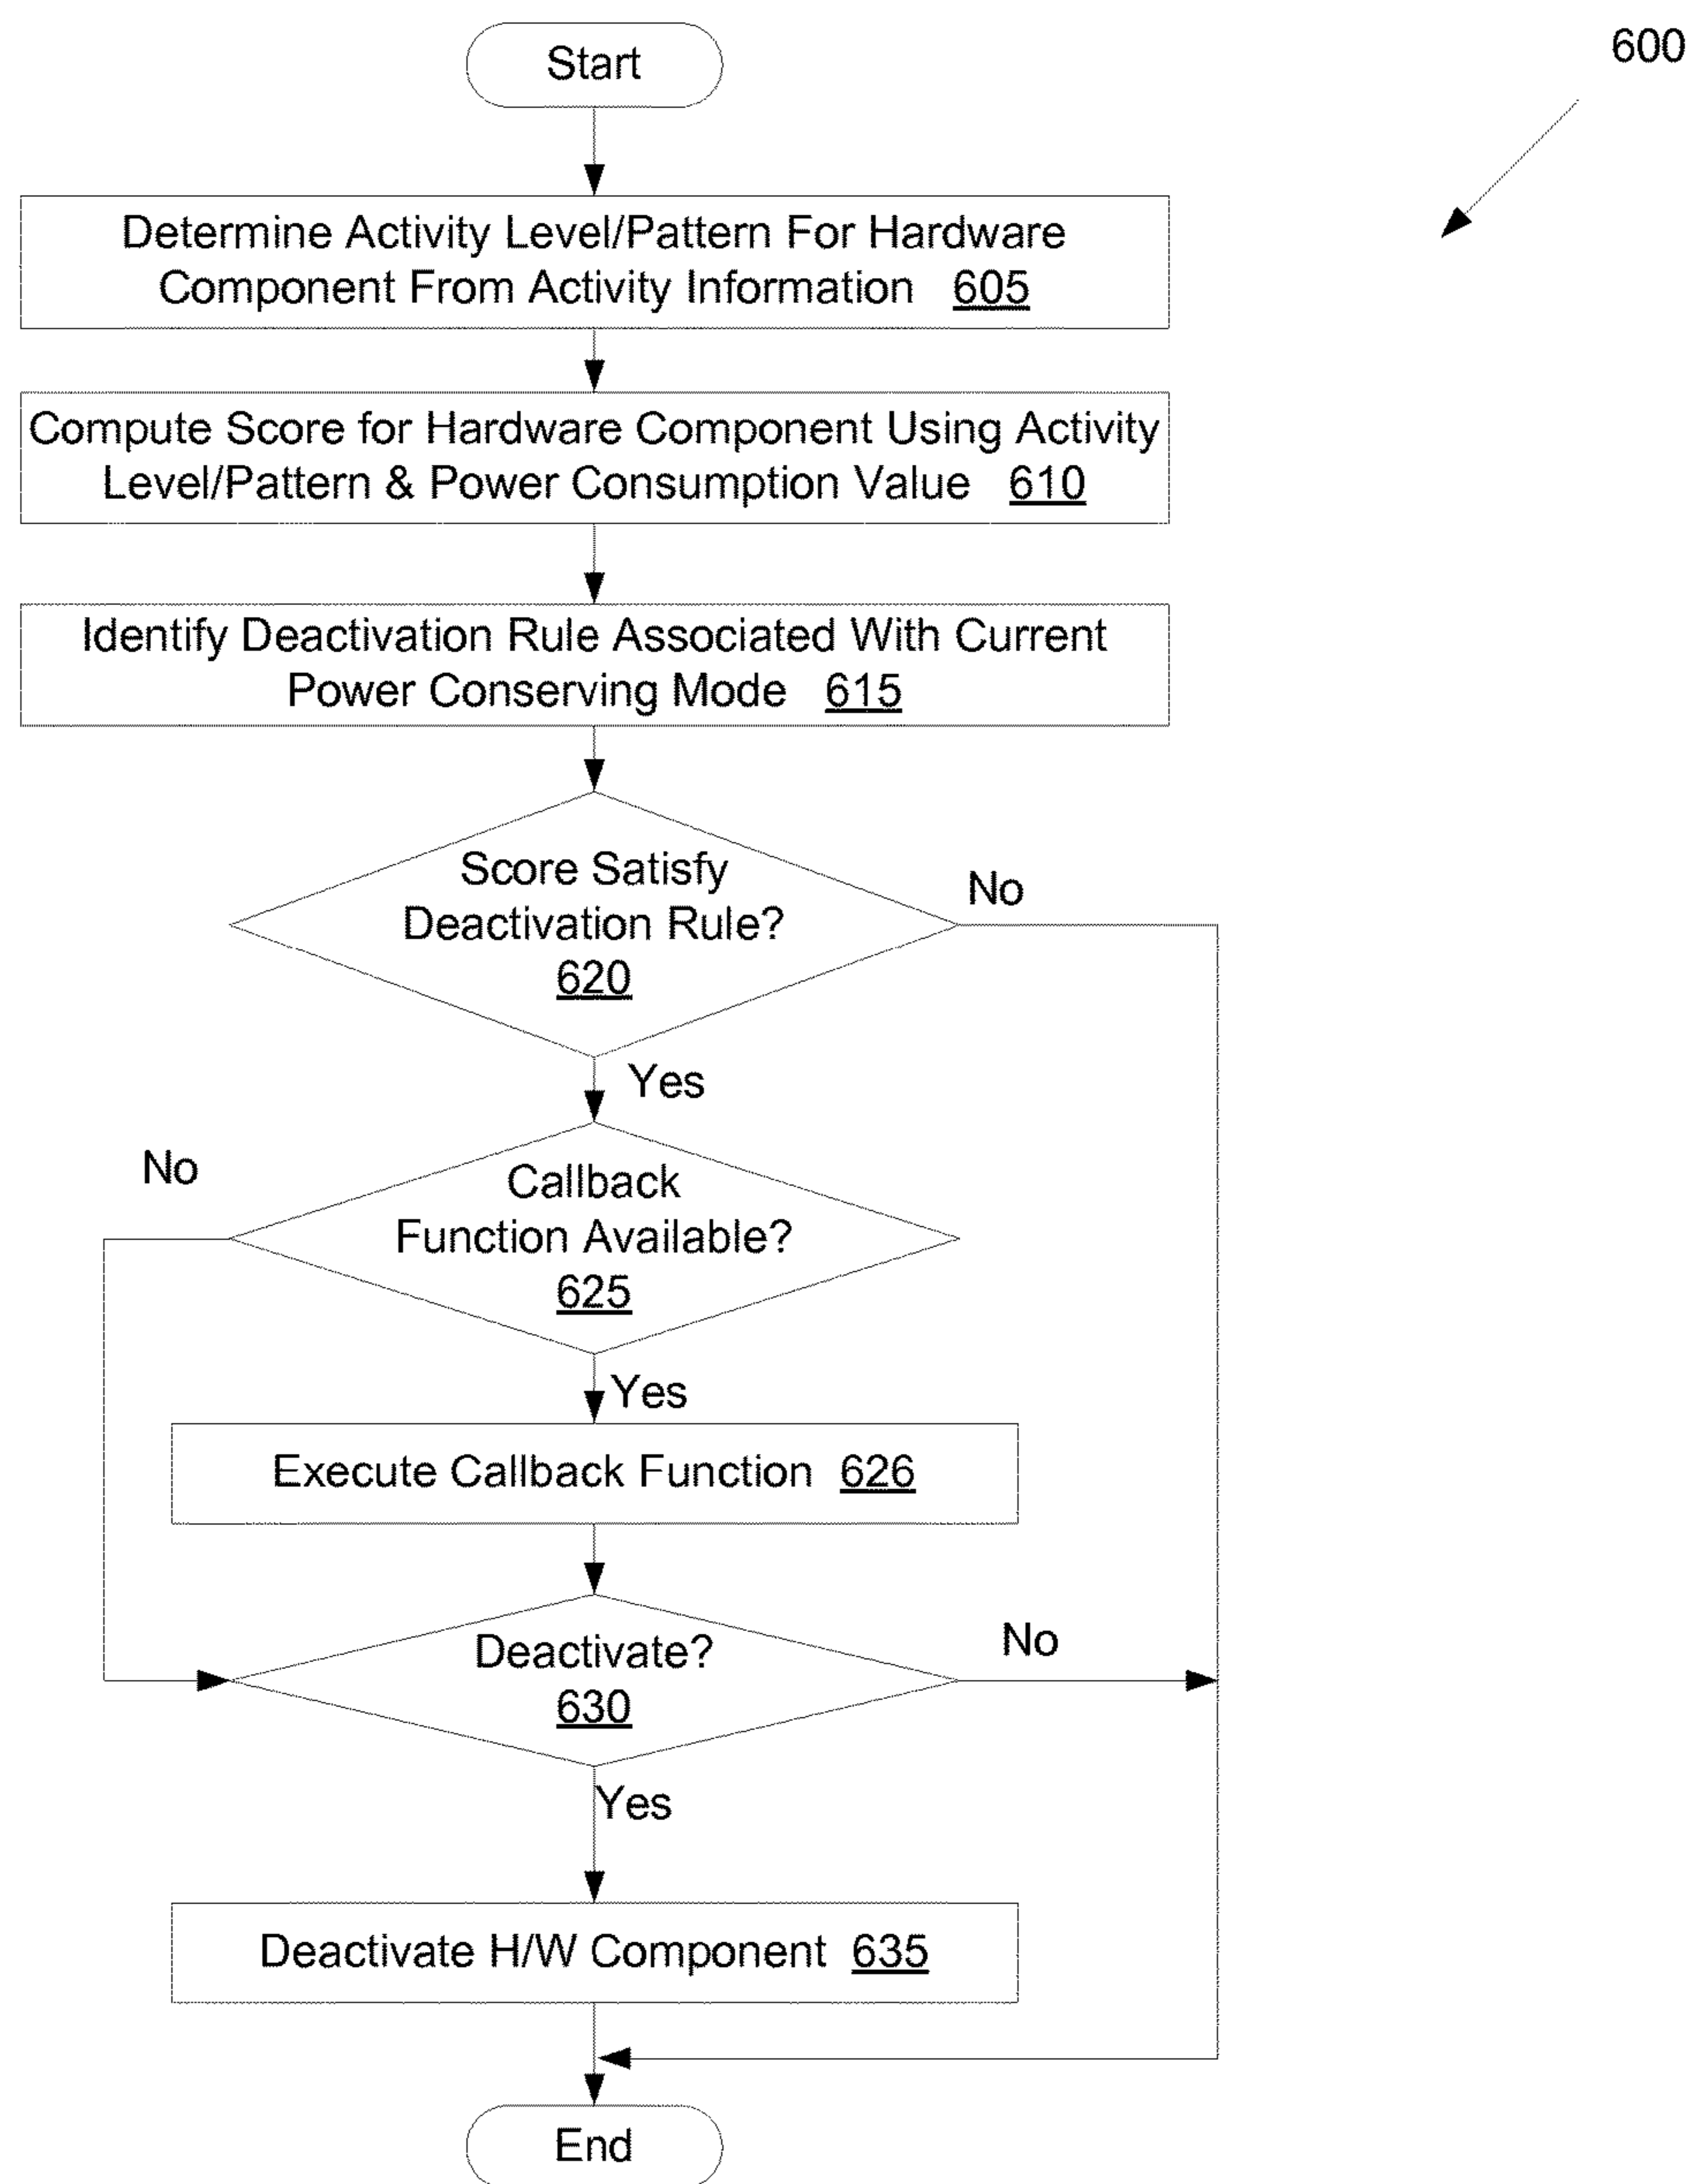 Start
600
Determine Activity Level/Pattern For Hardware
Component From Activity Information 605
Compute Score for Hardware Component Using Activity
Level/Pattern & Power Consumption Value 610
Identify Deactivation Rule Associated With Current
Power Conserving Mode 615
Score Satisfy
Deactivation Rule?
620
No
Yes
No
Callback
Function Available?
625
Yes
Execute Callback Function 626
Deactivate?
630
No
Yes
Deactivate H/W Component 635
End